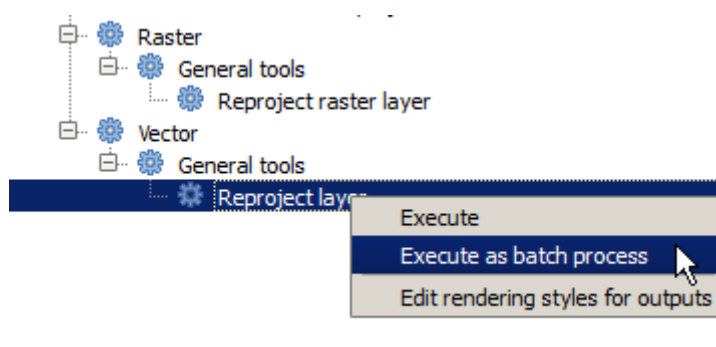 Raster
General tools
Reproject raster layer
Vector
General tools
Reproject layer
Execute
Execute as batch process
Edit rendering styles for outputs